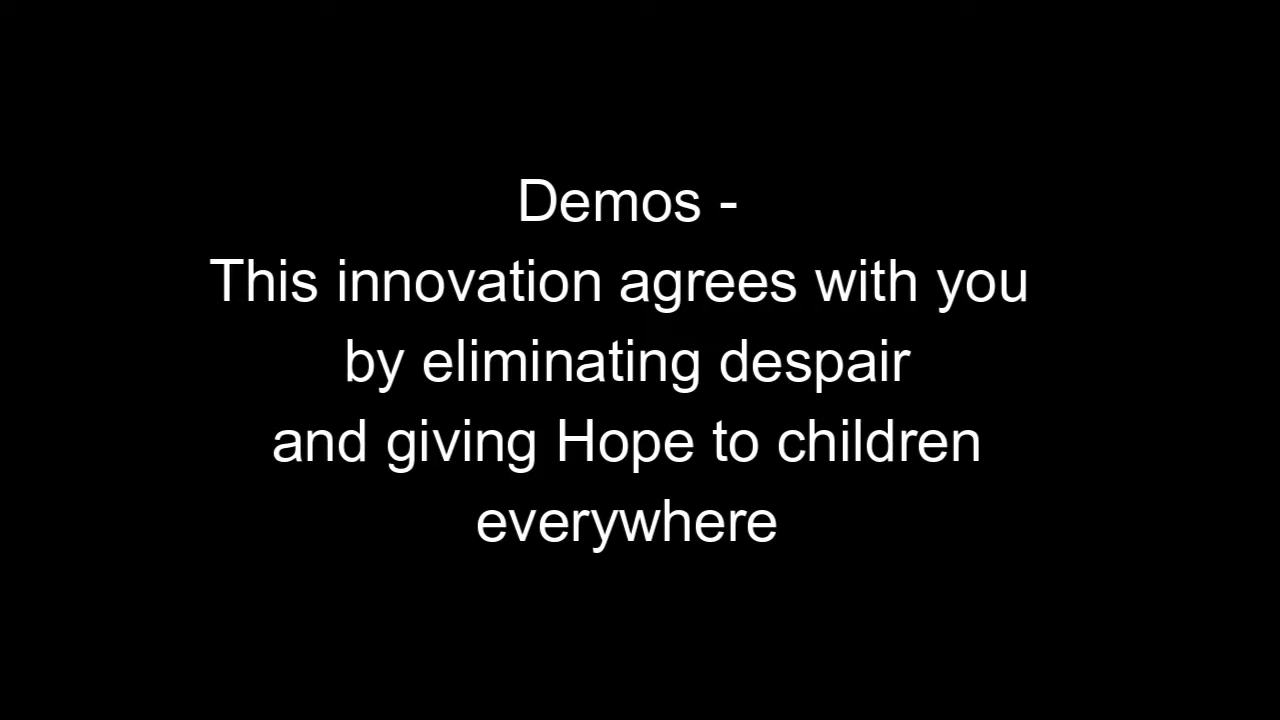 Demos -
This innovation agrees with you
by eliminating despair
and giving Hope to children
everywhere